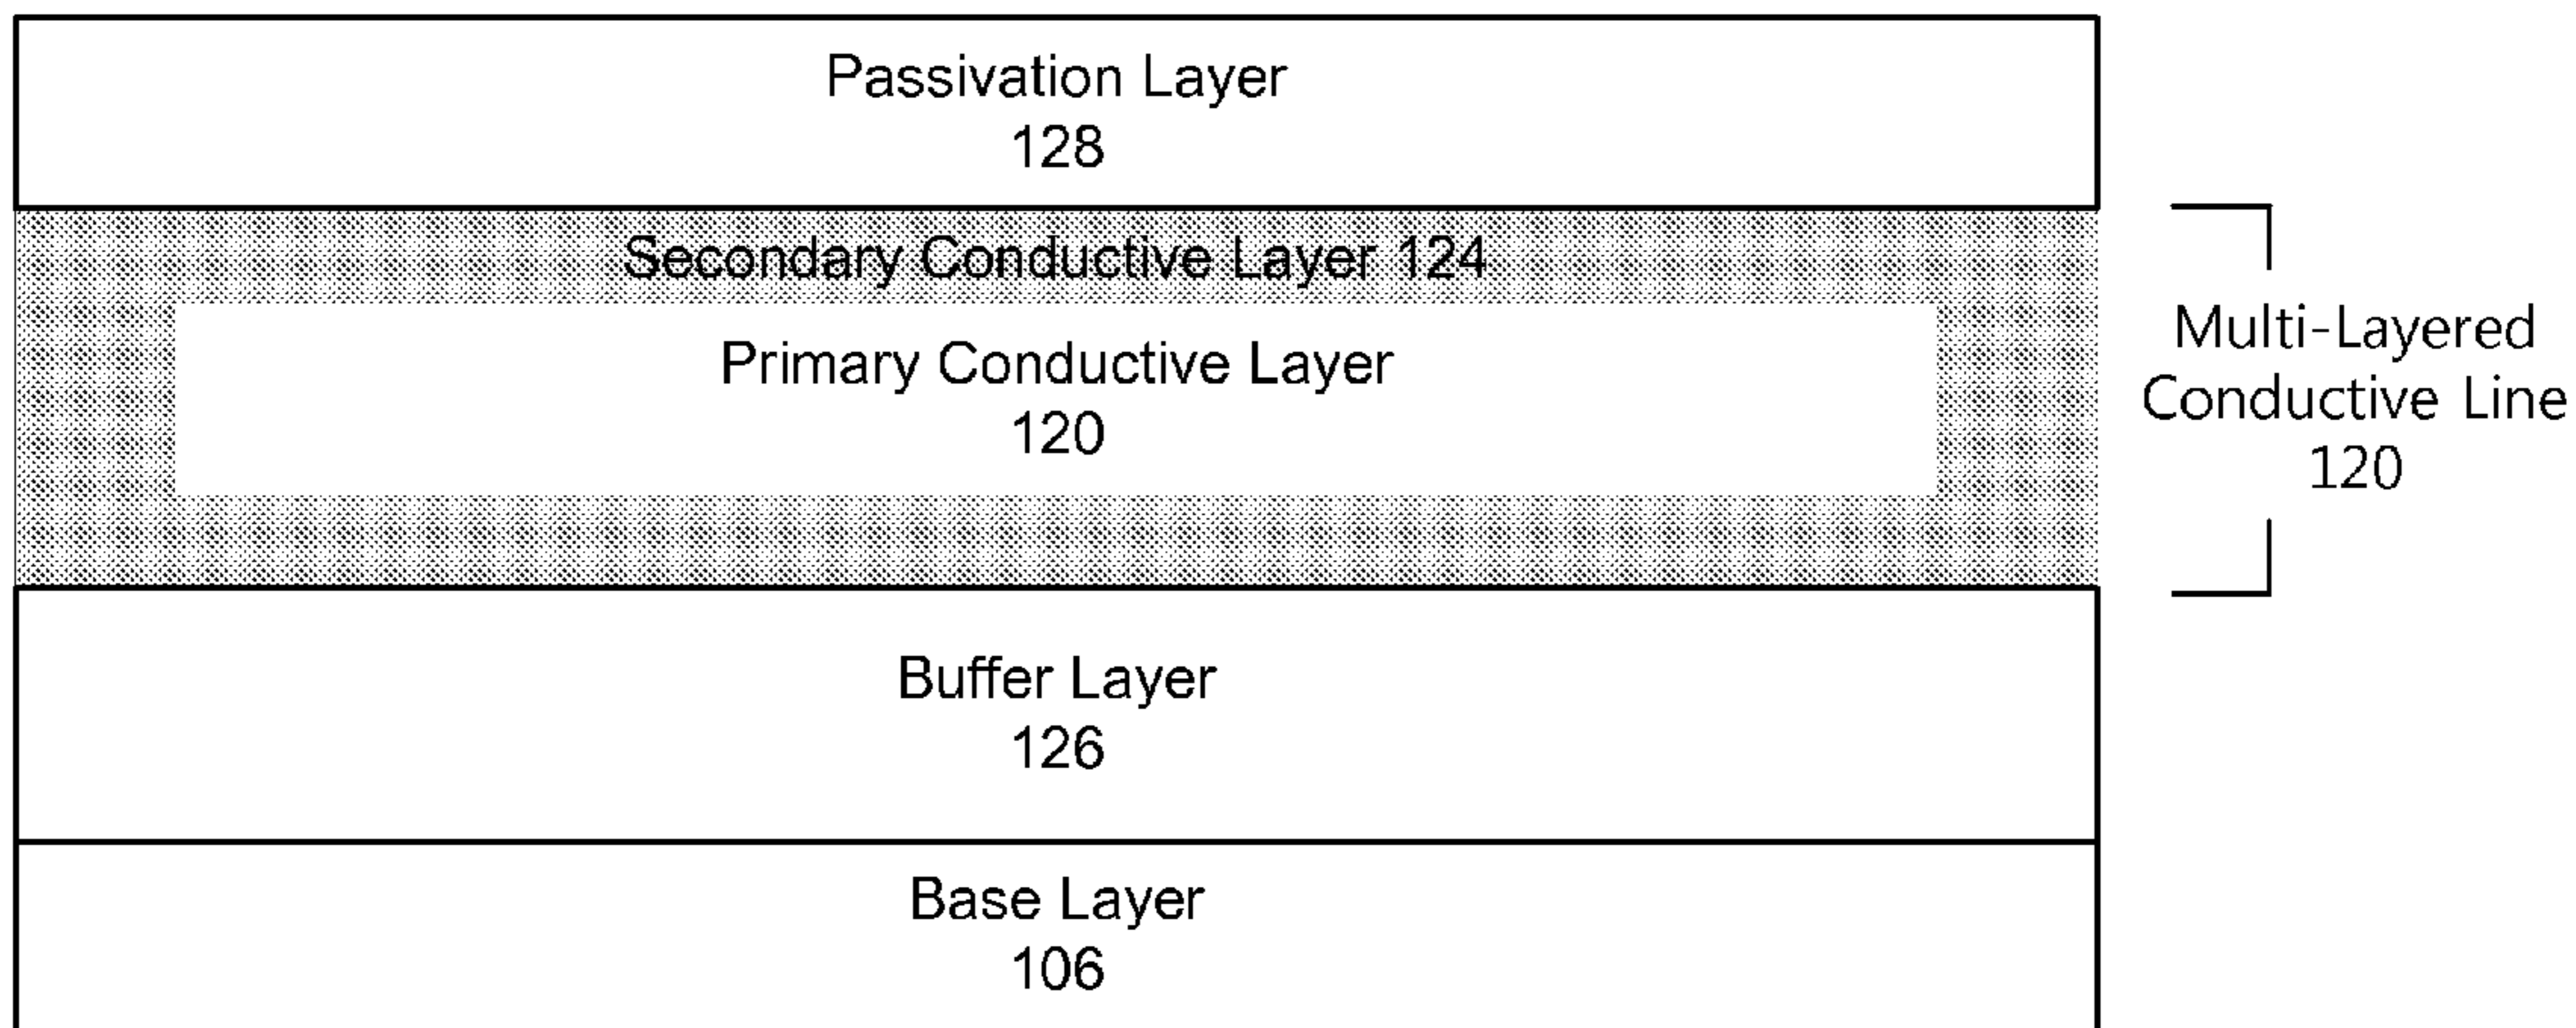 Passivation Layer
128
Secondary Conductive Layer 124
Primary Conductive Layer
120
Multi-Layered
Conductive Line
120
Buffer Layer
126
Base Layer
106